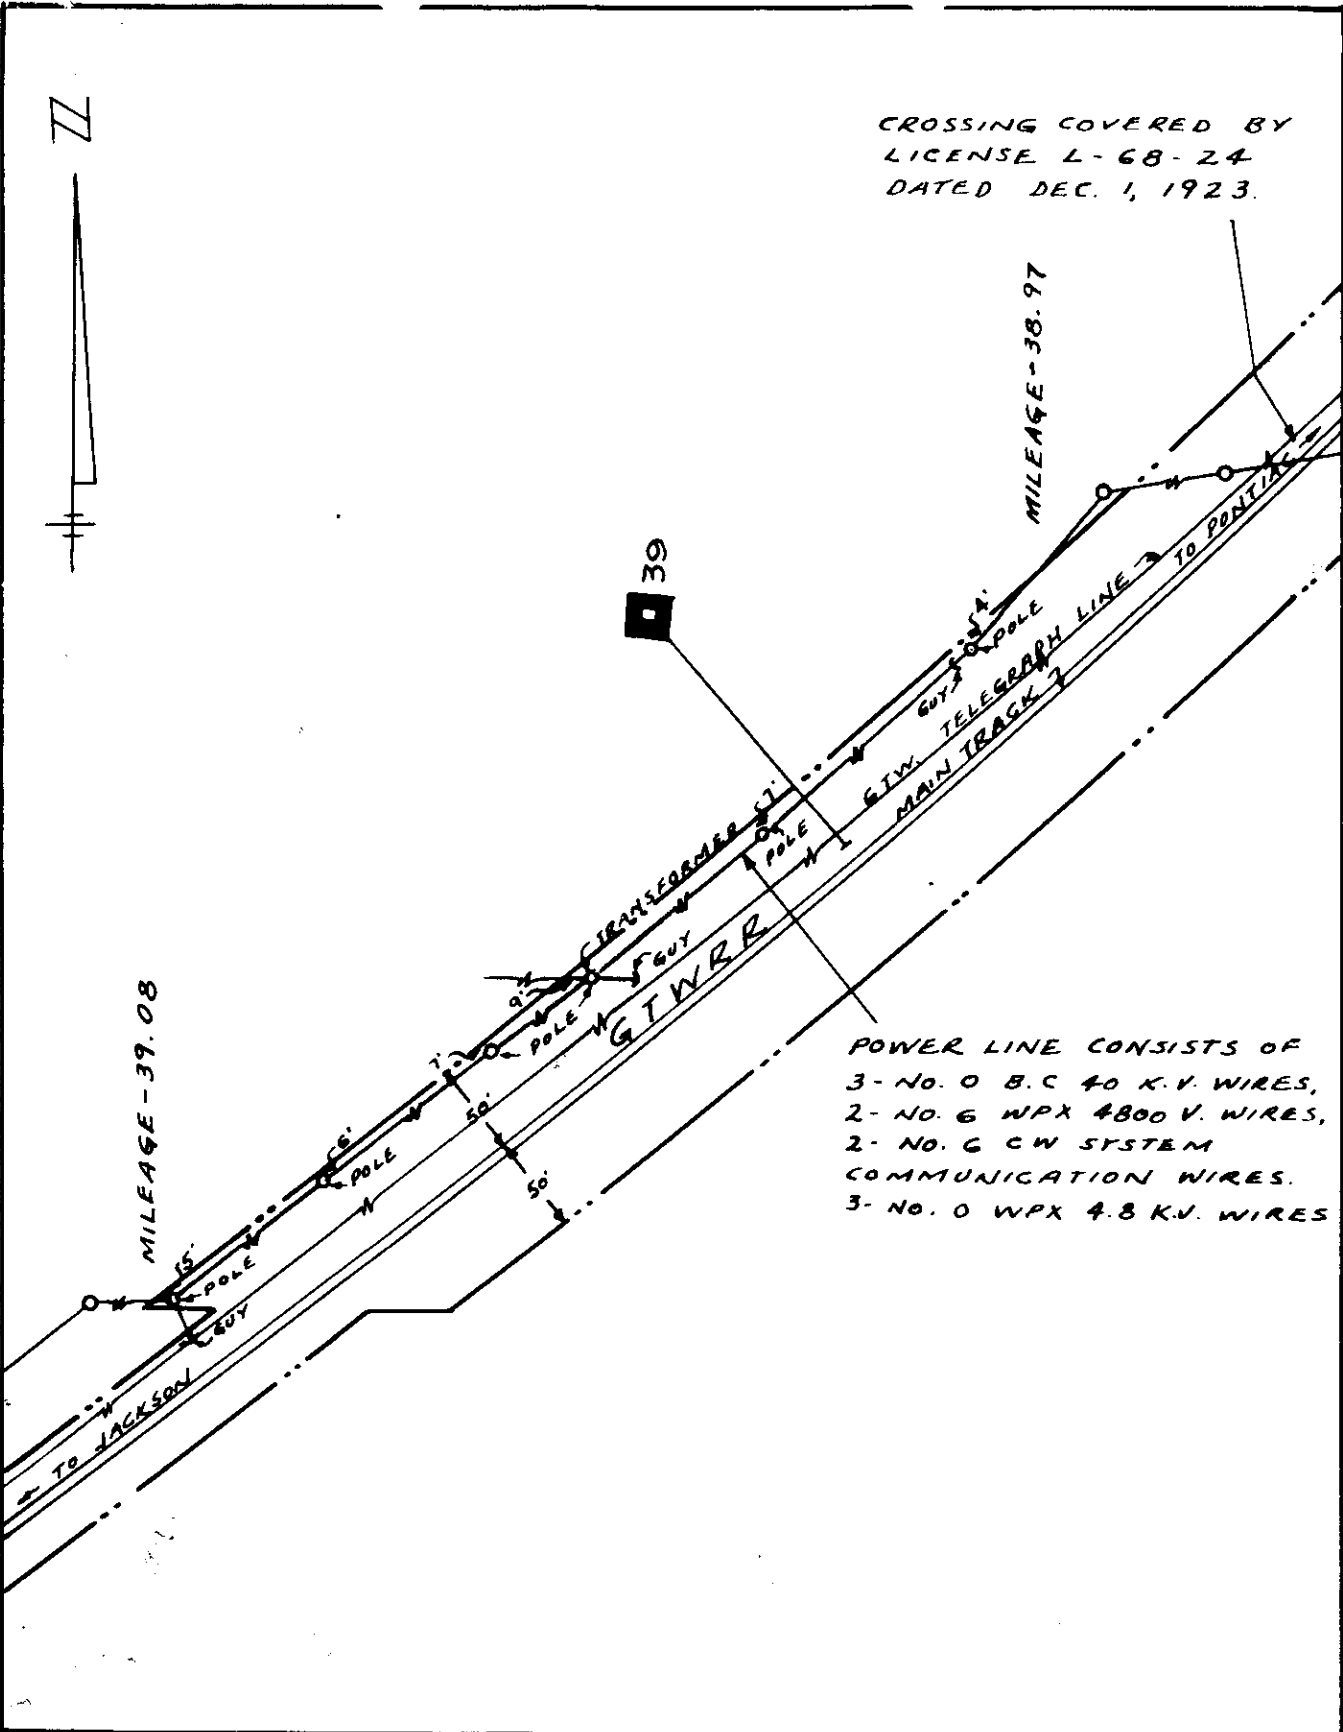 N
CROSSING COVERED BY
LICENSE L-68-24
DATED DEC. 1, 1923.
MILEAGE-38.97
39
TO PONTIAC
4'
POLE
GUY
G.T.W. TELEGRAPH LINE
MAIN TRACK
7'
TRANSFORMER
POLE
GUY
9'
POLE
GTWRR
7'
MILEAGE-39.08
50'
50'
6'
POLE
POWER LINE CONSISTS OF
3- No. 0 B.C 40 K.V. WIRES,
2- No. 6 WPX 4800 V. WIRES,
2- No. 6 CW SYSTEM
COMMUNICATION WIRES.
3- No. 0 WPX 4.8 K.V. WIRES
5'
POLE
GUY
TO JACKSON